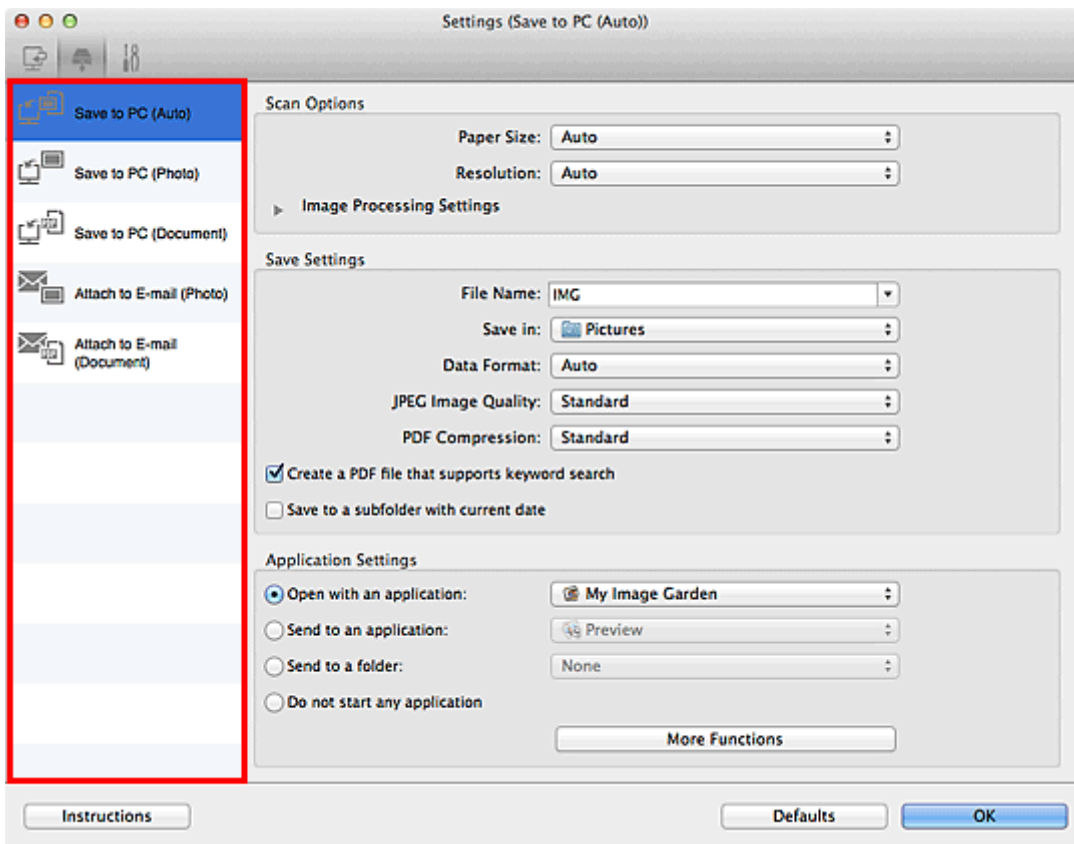 Settings (Save to PC (Auto))
Save to PC (Auto)
Save to PC (Photo)
Save to PC (Document)
Attach to E-mail (Photo)
Attach to E-mail
(Document)
Scan Options
Paper Size: Auto
Resolution: Auto
Image Processing Settings
Save Settings
File Name: IMG
Save in: Pictures
Data Format: Auto
JPEG Image Quality: Standard
PDF Compression: Standard
Create a PDF file that supports keyword search
Save to a subfolder with current date
Application Settings
Open with an application: My Image Garden
Send to an application: Preview
Send to a folder: None
Do not start any application
More Functions
Instructions
Defaults
OK